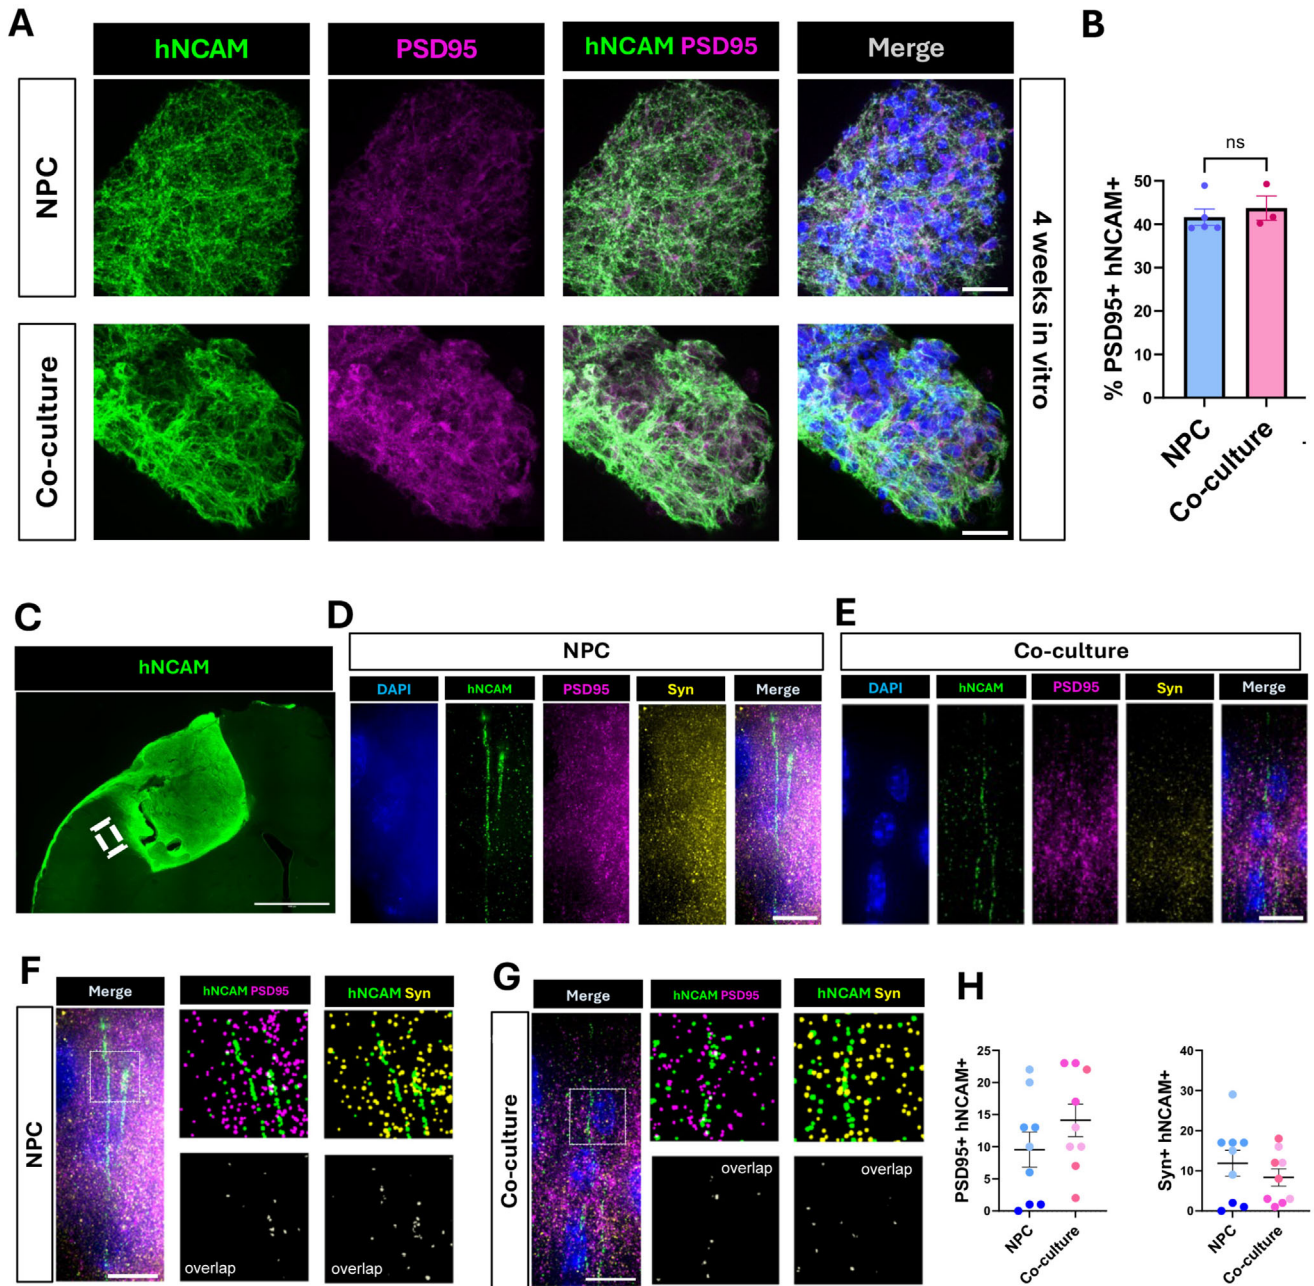 A
hNCAM
PSD95
hNCAM PSD95
Merge
NPC
Co-culture
4 weeks in vitro
B
ns
% PSD95+ hNCAM+
50
40
30
20
10
0
NPC
Co-culture
C
hNCAM
D
NPC
DAPI
hNCAM
PSD95
Syn
Merge
E
Co-culture
DAPI
hNCAM
PSD95
Syn
Merge
F
NPC
Merge
hNCAM PSD95
hNCAM Syn
overlap
overlap
G
Co-culture
Merge
hNCAM PSD95
hNCAM Syn
overlap
overlap
H
PSD95+ hNCAM+
25
20
15
10
5
0
NPC
Co-culture
Syn+ hNCAM+
40
30
20
10
0
NPC
Co-culture